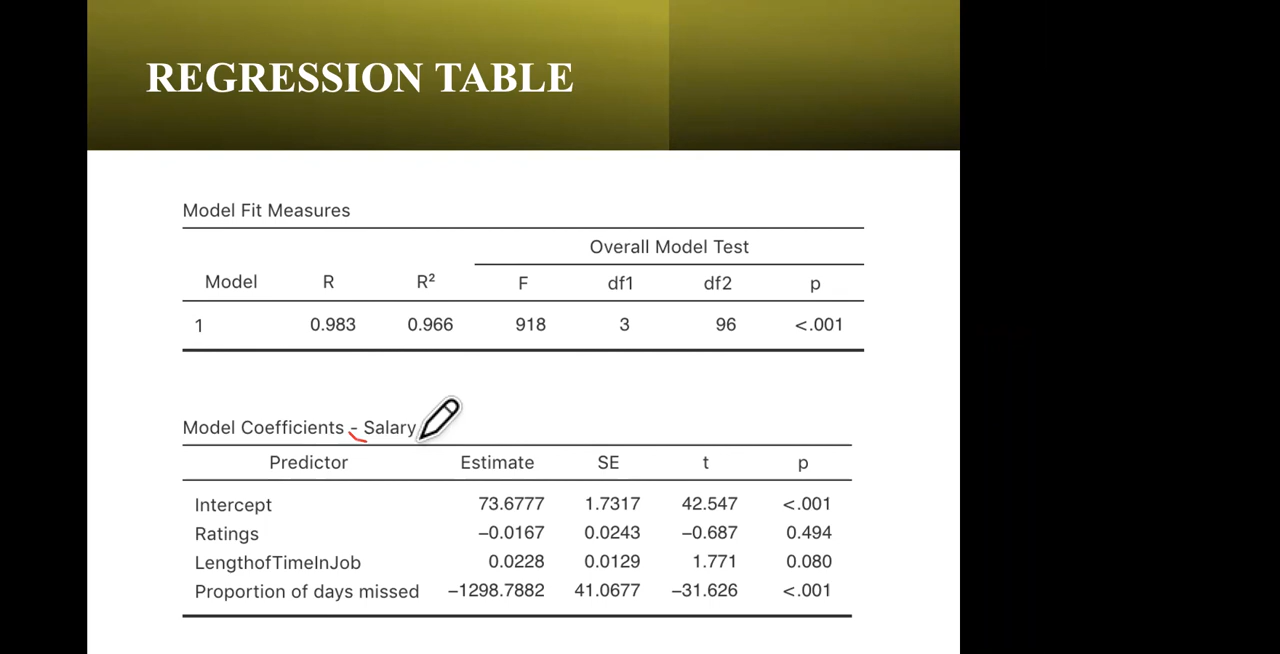 REGRESSION TABLE
Model Fit Measures
Overall Model Test
Model R R² F df1 df2 p
1 0.983 0.966 918 3 96 <.001
Model Coefficients - Salary
Predictor Estimate SE t p
Intercept 73.6777 1.7317 42.547 <.001
Ratings −0.0167 0.0243 −0.687 0.494
LengthofTimeInJob 0.0228 0.0129 1.771 0.080
Proportion of days missed −1298.7882 41.0677 −31.626 <.001